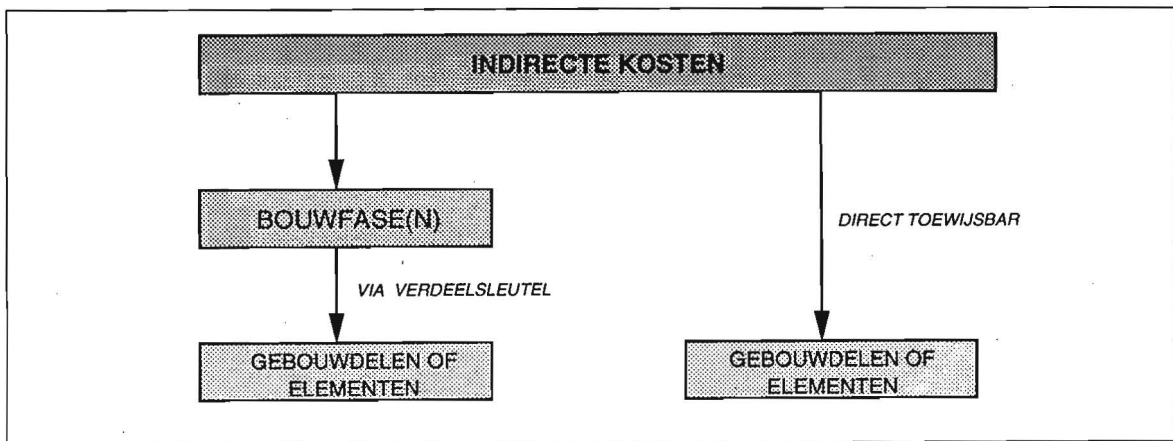 INDIRECTE KOSTEN
BOUWFASE(N)
DIRECT TOEWIJSBAR
VIA VERDEELSLEUTEL
GEBOUWDELEN OF
ELEMENTEN
GEBOUWDELEN OF
ELEMENTEN